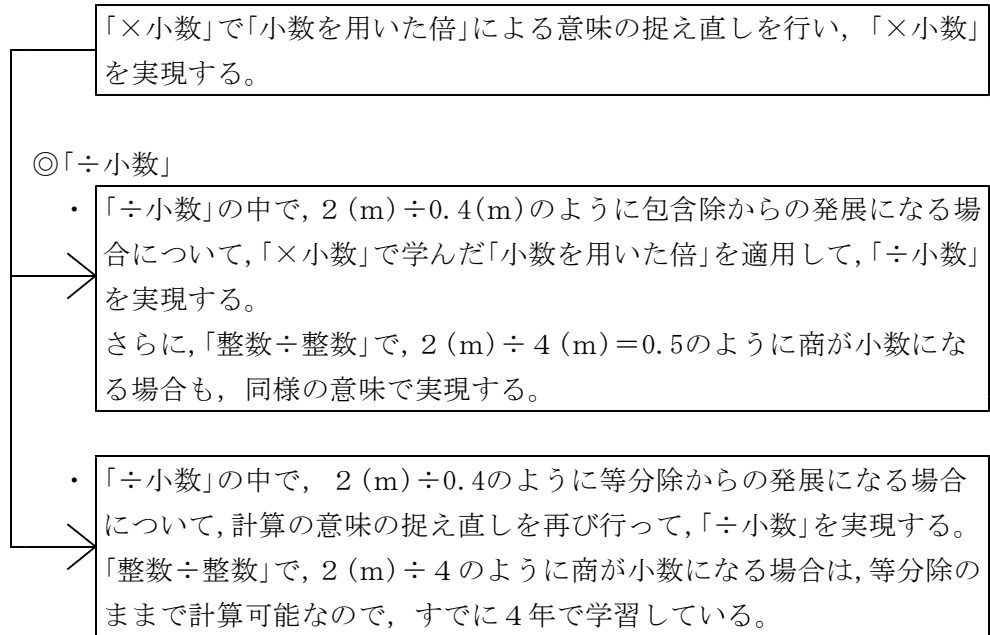 「×小数」で「小数を用いた倍」による意味の捉え直しを行い，「×小数」
を実現する。
◎「÷小数」
・「÷小数」の中で，２(m)÷0.4(m)のように包含除からの発展になる場
合について，「×小数」で学んだ「小数を用いた倍」を適用して，「÷小数」
を実現する。
さらに，「整数÷整数」で，２(m)÷４(m)＝0.5のように商が小数にな
る場合も，同様の意味で実現する。
・「÷小数」の中で，２(m)÷0.4のように等分除からの発展になる場合
について，計算の意味の捉え直しを再び行って，「÷小数」を実現する。
「整数÷整数」で，２(m)÷４のように商が小数になる場合は，等分除の
ままで計算可能なので，すでに４年で学習している。